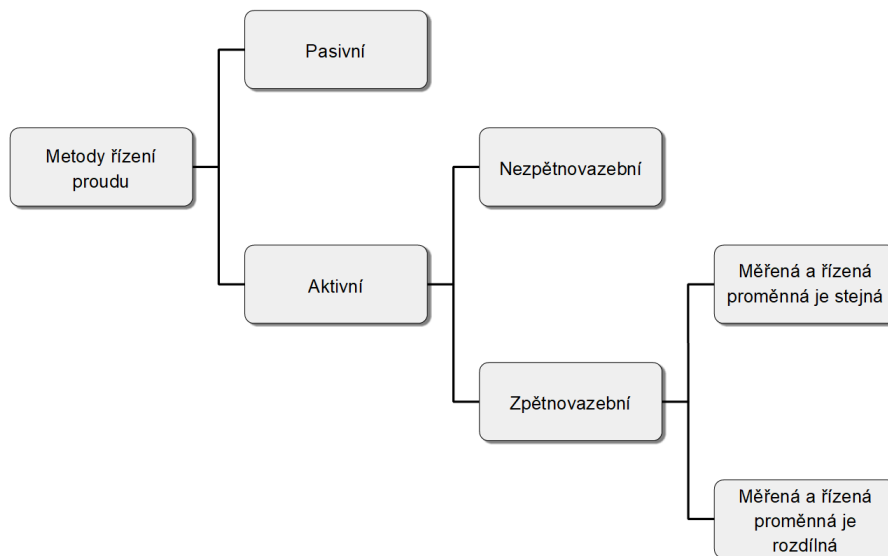 Pasivní
Metody řízení
proudu
Nezpětnovazební
Aktivní
Měřená a řízená
proměnná je stejná
Zpětnovazební
Měřená a řízená
proměnná je
rozdílná